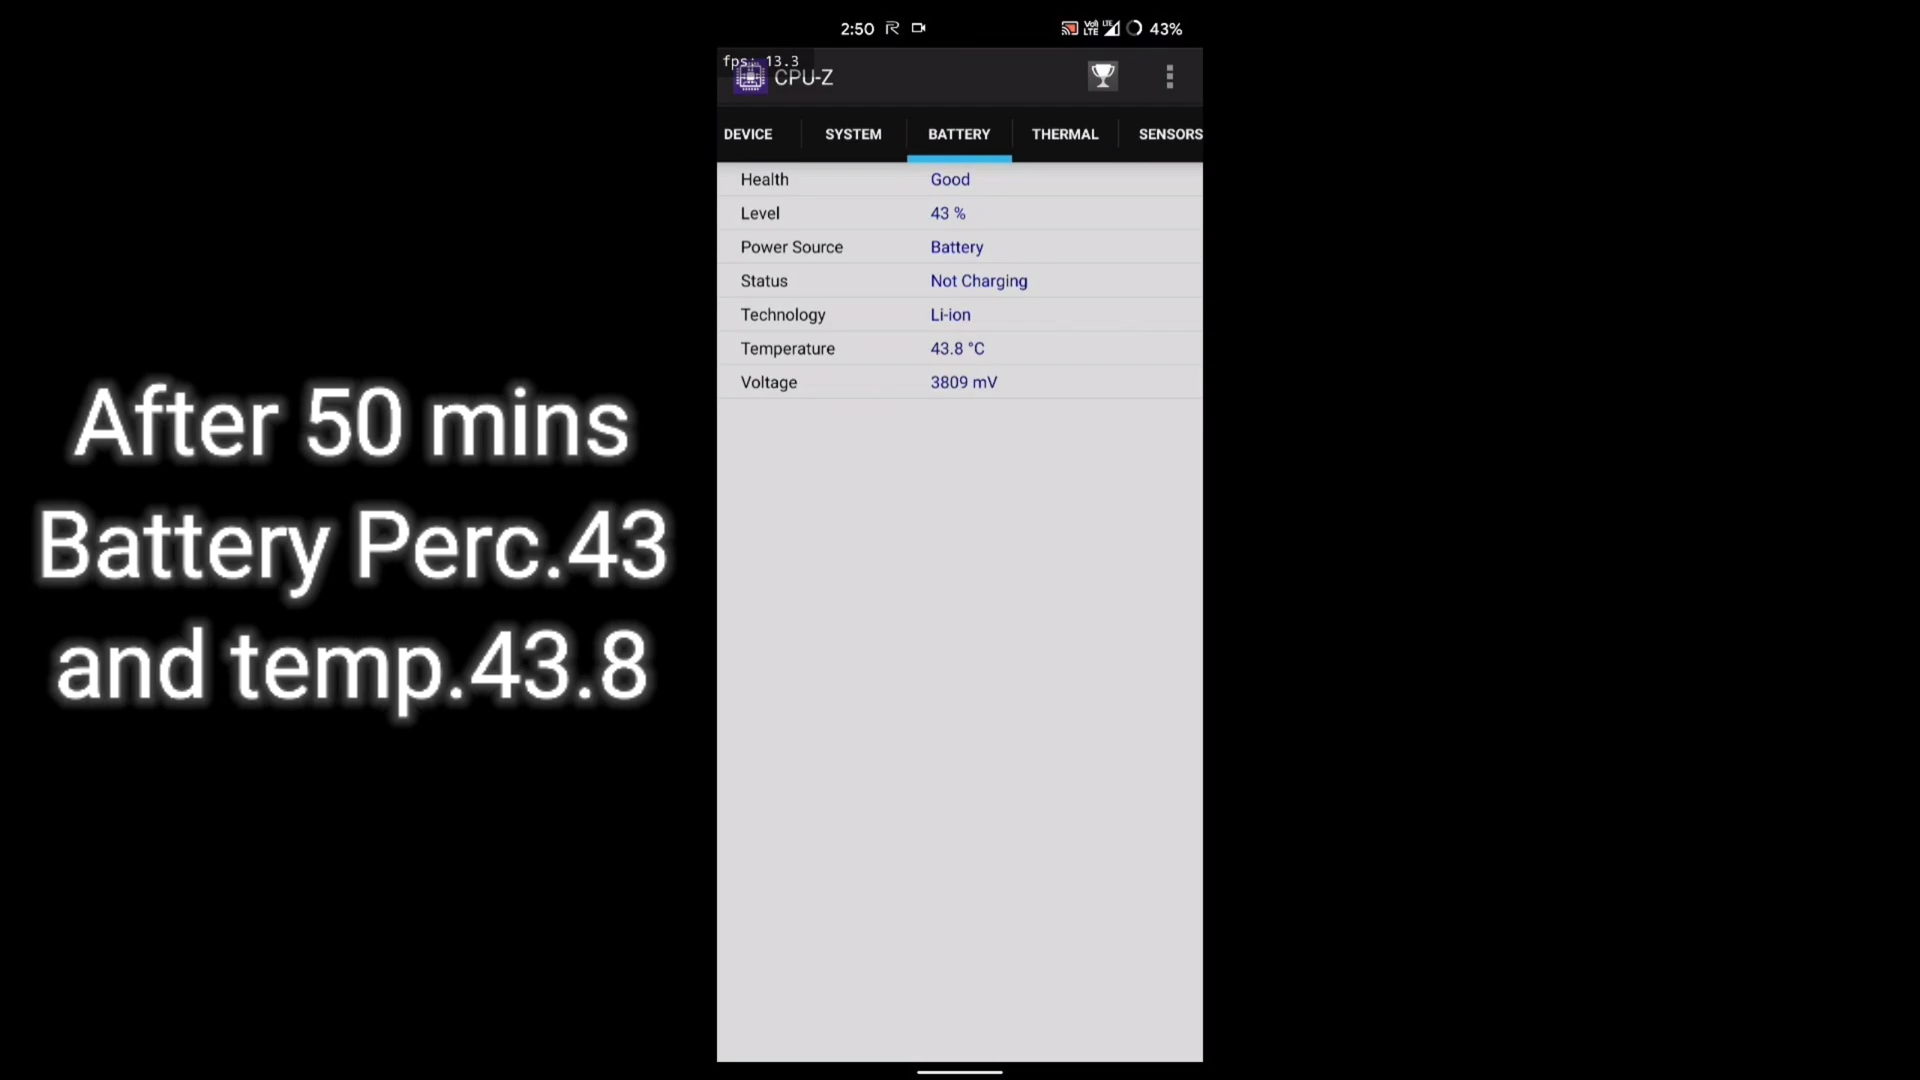 2:50 43%
fps: 13.3
CPU-Z
DEVICE SYSTEM BATTERY THERMAL SENSORS
Health Good
Level 43 %
Power Source Battery
Status Not Charging
Technology Li-ion
Temperature 43.8 °C
Voltage 3809 mV
After 50 mins
Battery Perc.43
and temp.43.8